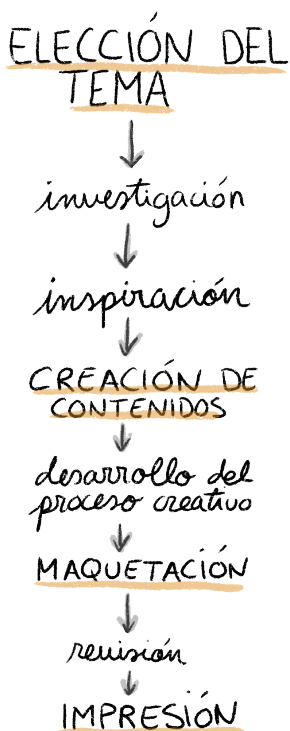 ELECCIÓN DEL
TEMA
investigación
inspiración
CREACIÓN DE
CONTENIDOS
desarrollo del
proceso creativo
MAQUETACIÓN
revisión
IMPRESIÓN